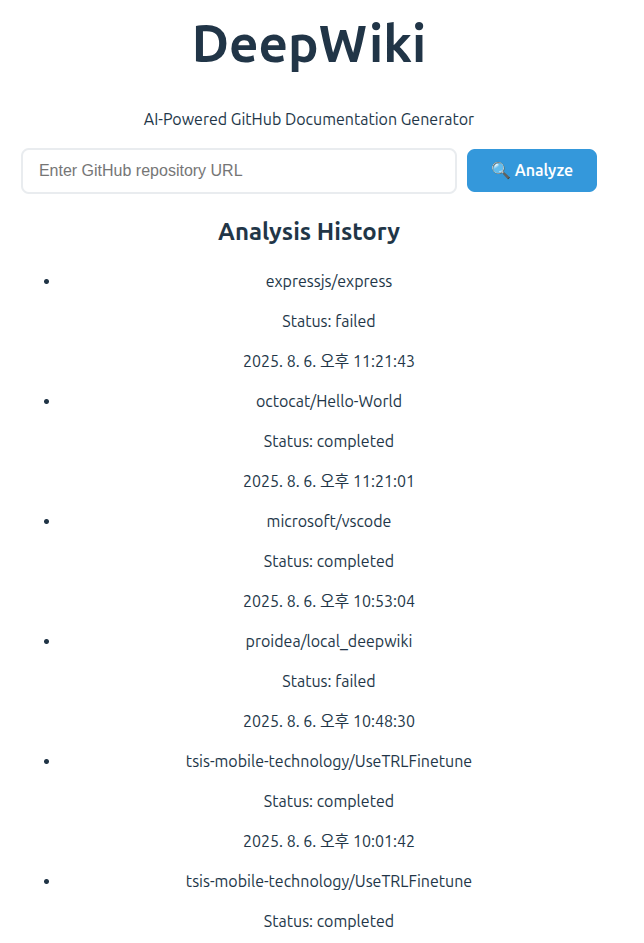 DeepWiki
AI-Powered GitHub Documentation Generator
Enter GitHub repository URL
🔍 Analyze
Analysis History
• expressjs/express
Status: failed
2025. 8. 6. 오후 11:21:43
• octocat/Hello-World
Status: completed
2025. 8. 6. 오후 11:21:01
• microsoft/vscode
Status: completed
2025. 8. 6. 오후 10:53:04
• proidea/local_deepwiki
Status: failed
2025. 8. 6. 오후 10:48:30
• tsis-mobile-technology/UseTRLFinetune
Status: completed
2025. 8. 6. 오후 10:01:42
• tsis-mobile-technology/UseTRLFinetune
Status: completed